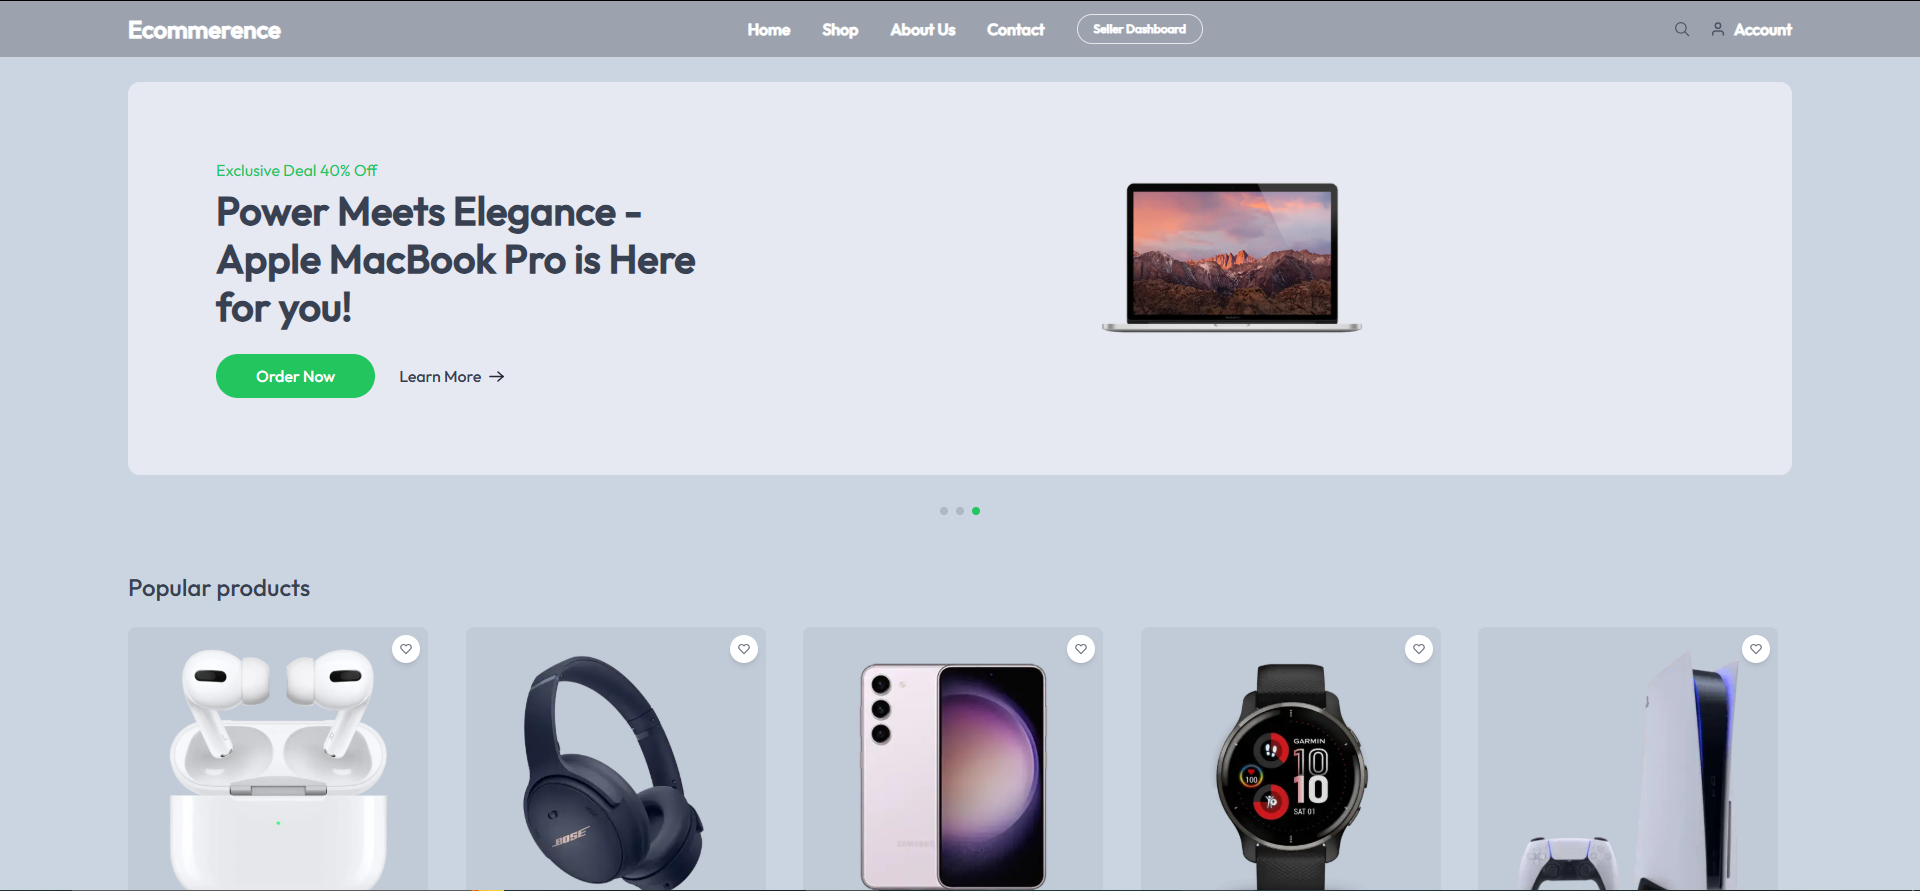 Ecommerence
Home Shop About Us Contact Seller Dashboard
Account
Exclusive Deal 40% Off
Power Meets Elegance -
Apple MacBook Pro is Here
for you!
Order Now Learn More →
Popular products
BOSE
SAMSUNG
GARMIN
10
10
100
SAT 01